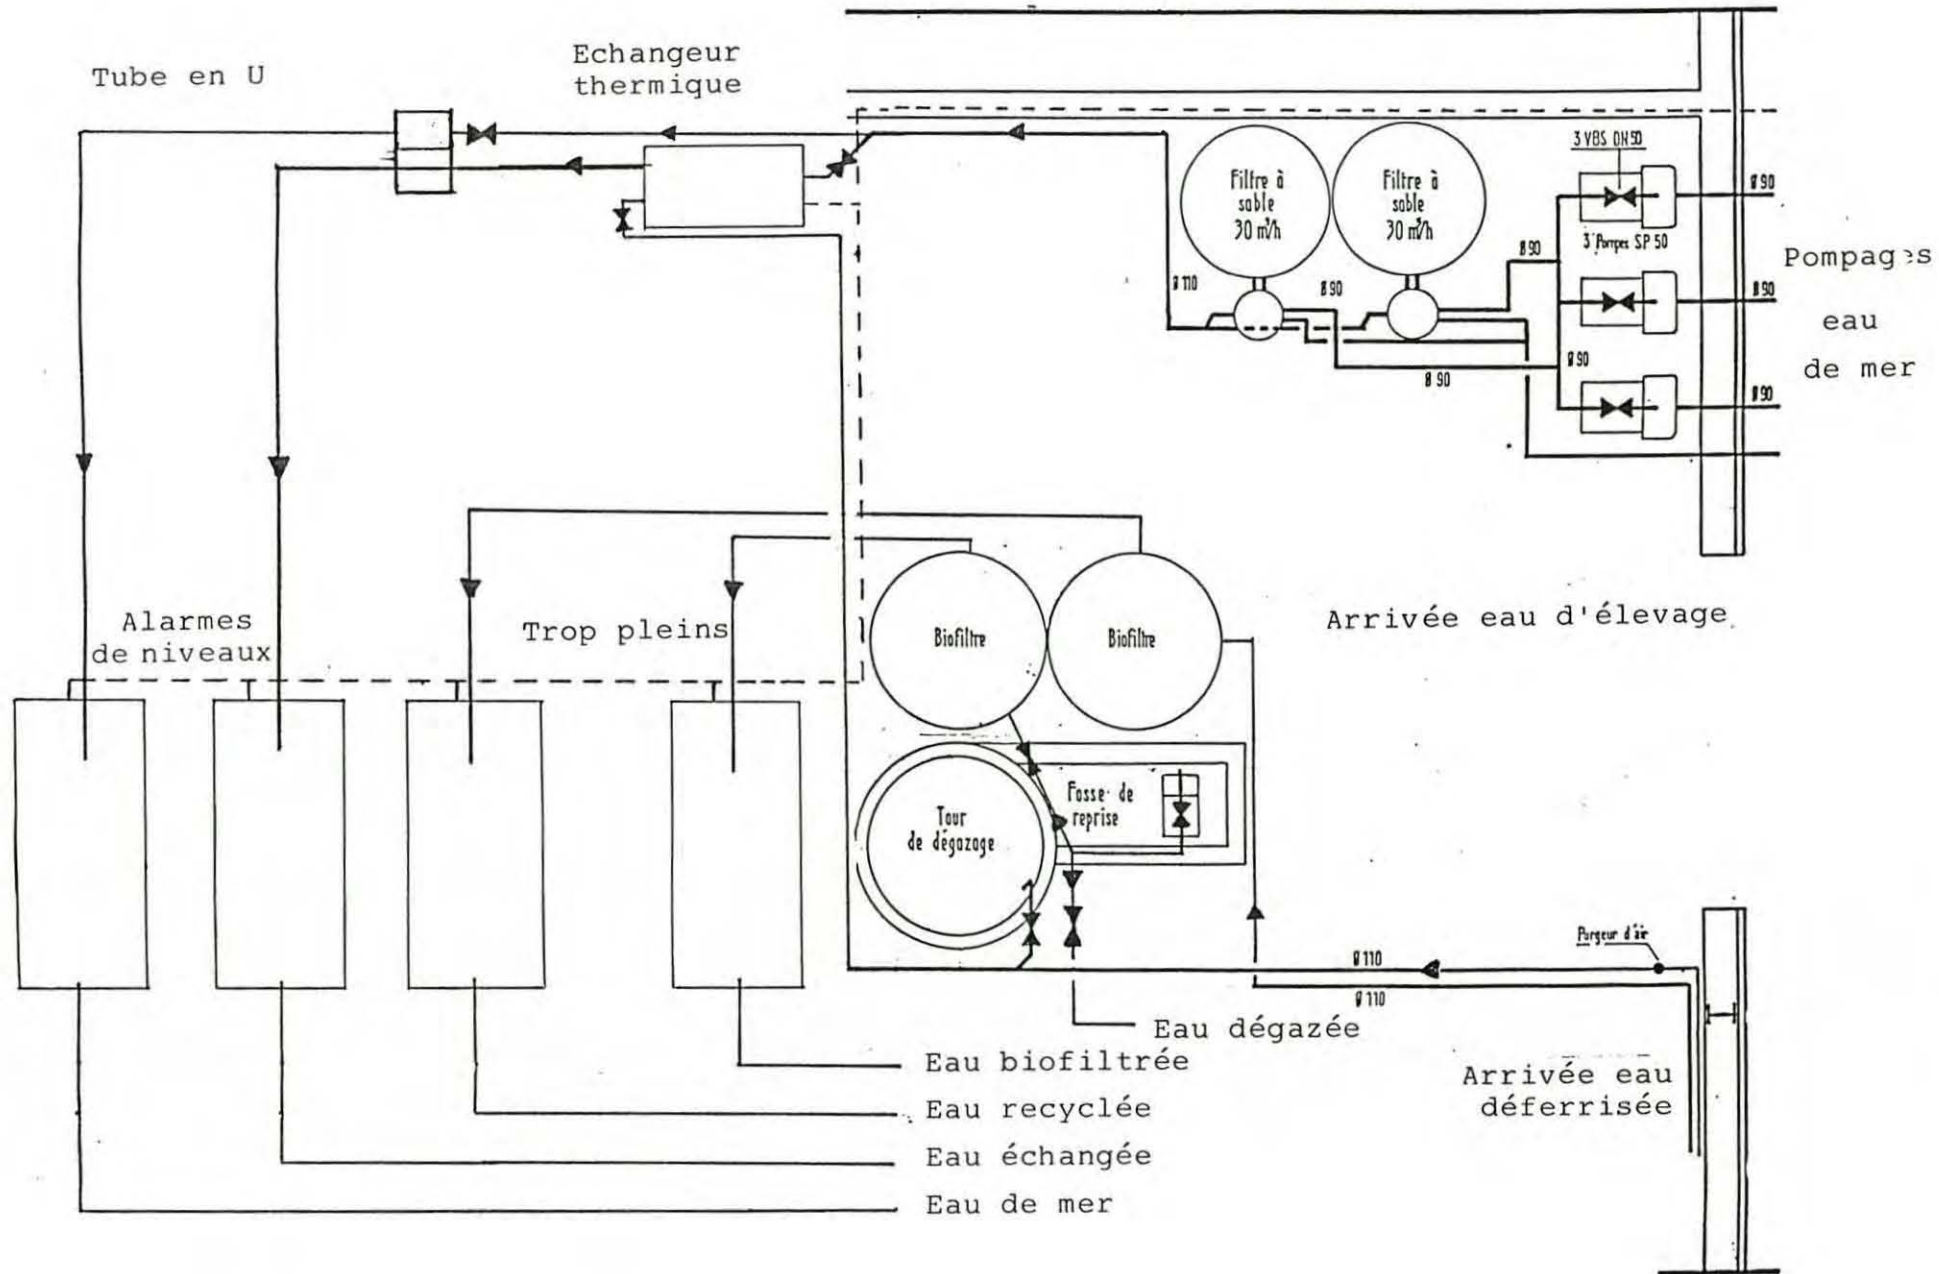 Tube en U
Echangeur
thermique
3 VBS DN 50
Filtre à
sable
30 m³/h
Filtre à
sable
30 m³/h
Ø 90
3 Pompes SP 50
Ø 90
Pompages
eau
de mer
Ø 110
Ø 90
Ø 90
Ø 90
Ø 90
Ø 90
Alarmes
de niveaux
Trop pleins
Biofiltre
Biofiltre
Arrivée eau d'élevage
Tour
de dégazage
Fosse de
reprise
Purgeur d'air
Ø 110
Ø 110
Eau dégazée
Eau biofiltrée
Eau recyclée
Eau échangée
Eau de mer
Arrivée eau
déferrisée